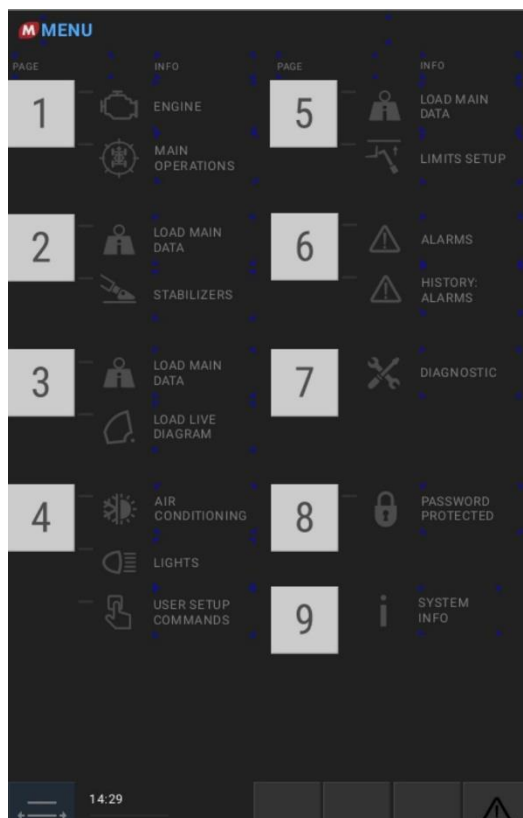 M MENU
PAGE INFO
1
ENGINE
MAIN
OPERATIONS
2
LOAD MAIN
DATA
STABILIZERS
3
LOAD MAIN
DATA
LOAD LIVE
DIAGRAM
4
AIR
CONDITIONING
LIGHTS
USER SETUP
COMMANDS
PAGE INFO
5
LOAD MAIN
DATA
LIMITS SETUP
6
ALARMS
HISTORY:
ALARMS
7
DIAGNOSTIC
8
PASSWORD
PROTECTED
9
SYSTEM
INFO
14:29